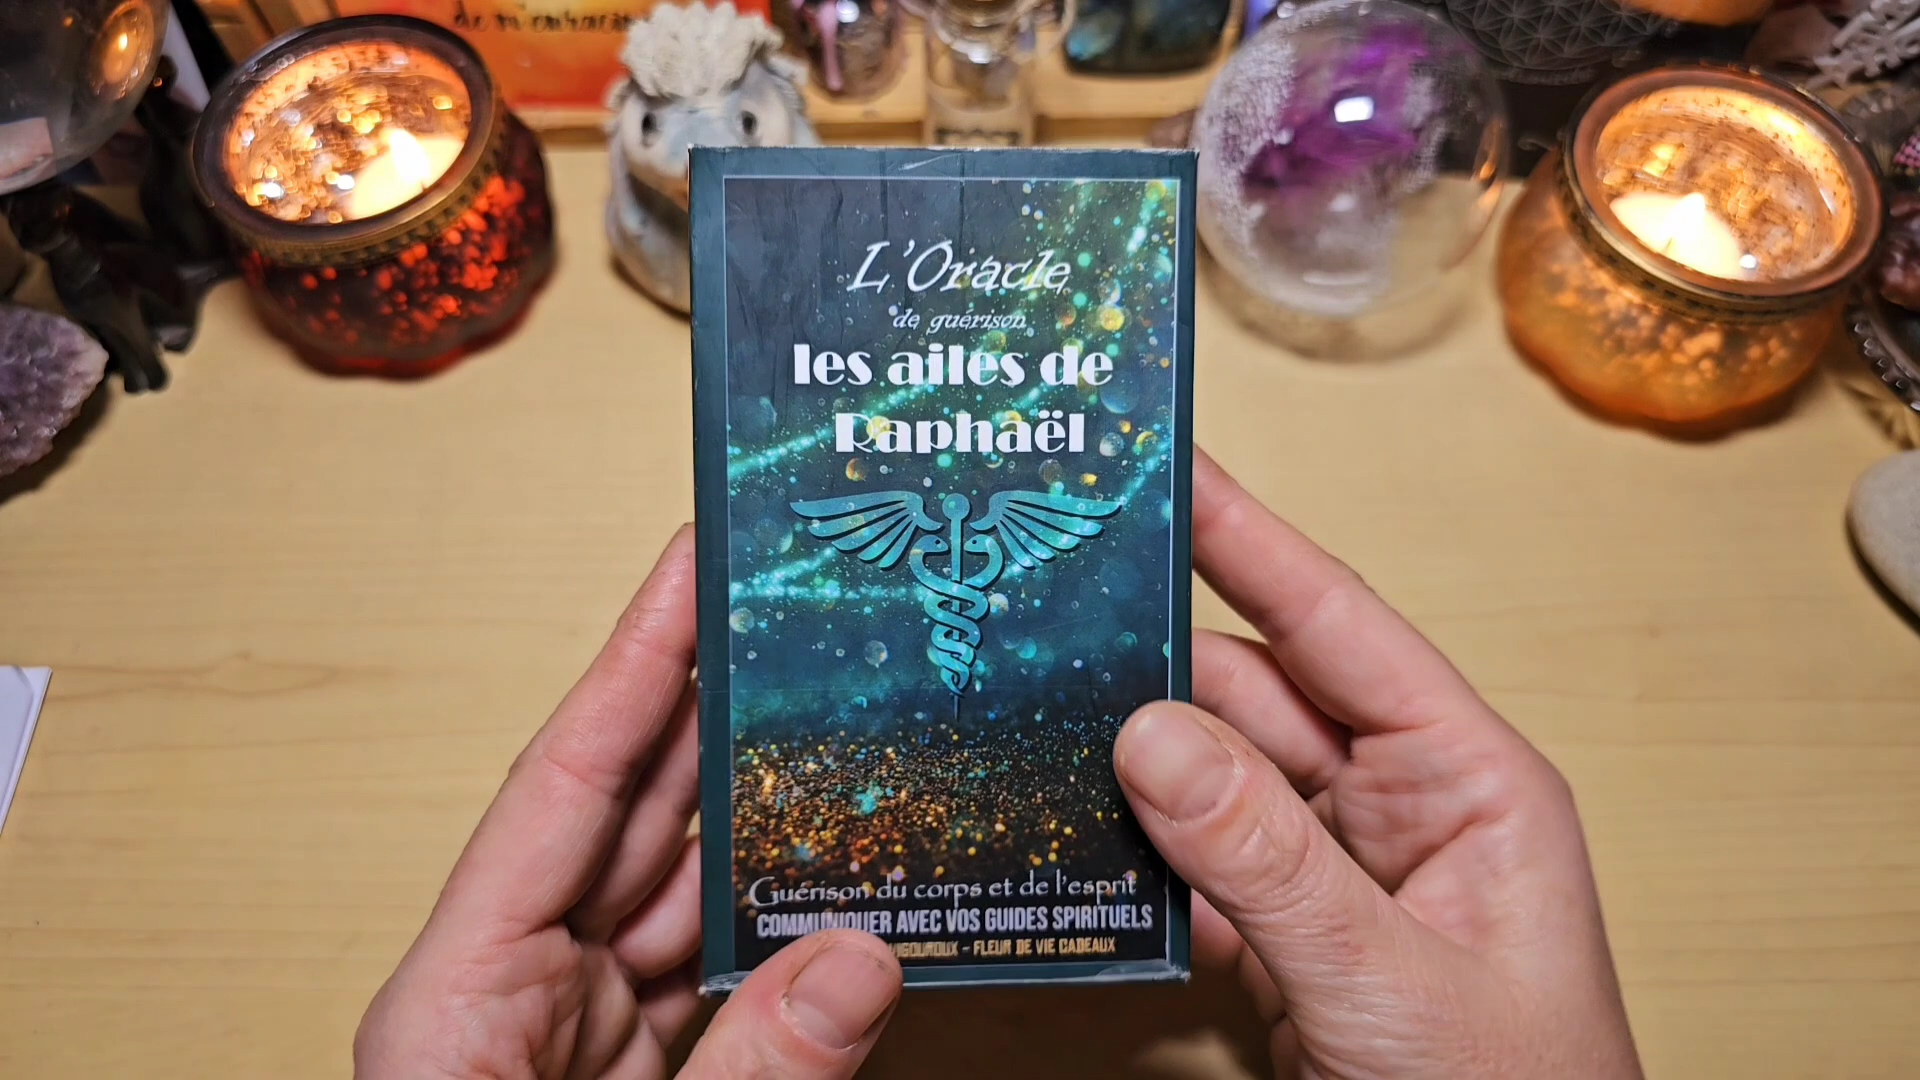 L'Oracle
de guérison
les ailes de
Raphaël
Guérison du corps et de l'esprit
COMMUNIQUER AVEC VOS GUIDES SPIRITUELS
VIGOUROUX – FLEUR DE VIE CADEAUX